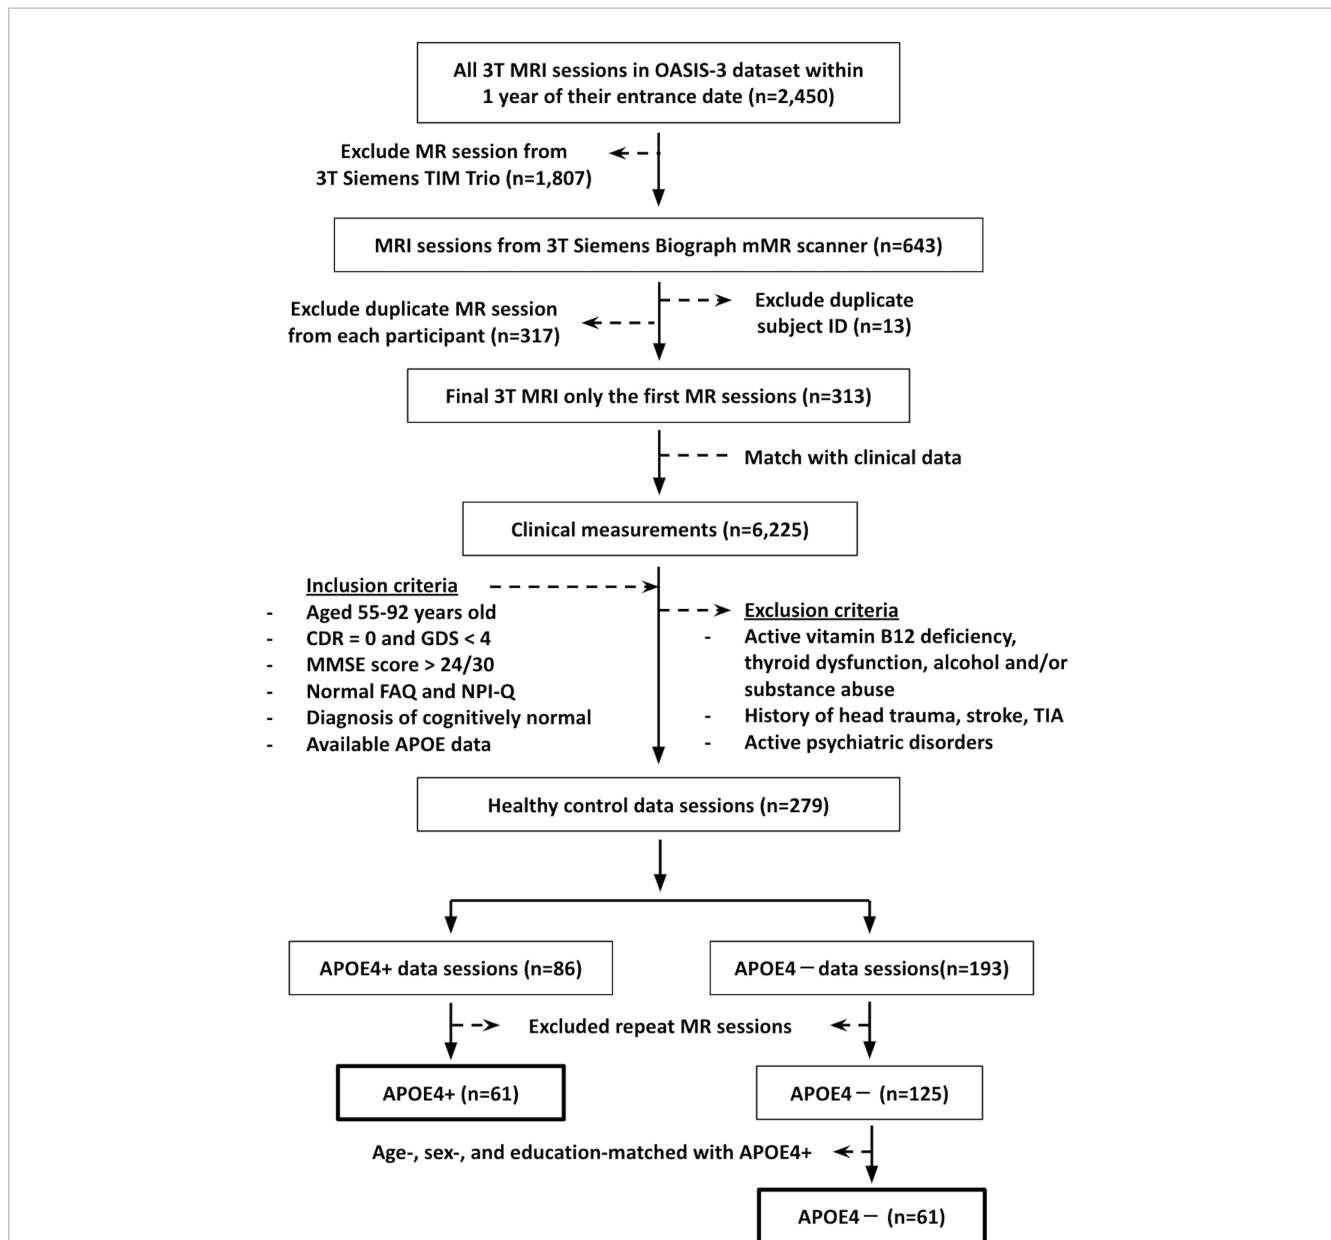 All 3T MRI sessions in OASIS-3 dataset within
1 year of their entrance date (n=2,450)
Exclude MR session from
3T Siemens TIM Trio (n=1,807)
MRI sessions from 3T Siemens Biograph mMR scanner (n=643)
Exclude duplicate MR session
from each participant (n=317)
Exclude duplicate
subject ID (n=13)
Final 3T MRI only the first MR sessions (n=313)
Match with clinical data
Clinical measurements (n=6,225)
Inclusion criteria
- Aged 55-92 years old
- CDR = 0 and GDS < 4
- MMSE score > 24/30
- Normal FAQ and NPI-Q
- Diagnosis of cognitively normal
- Available APOE data
Exclusion criteria
- Active vitamin B12 deficiency,
thyroid dysfunction, alcohol and/or
substance abuse
- History of head trauma, stroke, TIA
- Active psychiatric disorders
Healthy control data sessions (n=279)
APOE4+ data sessions (n=86)
APOE4 − data sessions(n=193)
Excluded repeat MR sessions
APOE4+ (n=61)
APOE4 − (n=125)
Age-, sex-, and education-matched with APOE4+
APOE4 − (n=61)